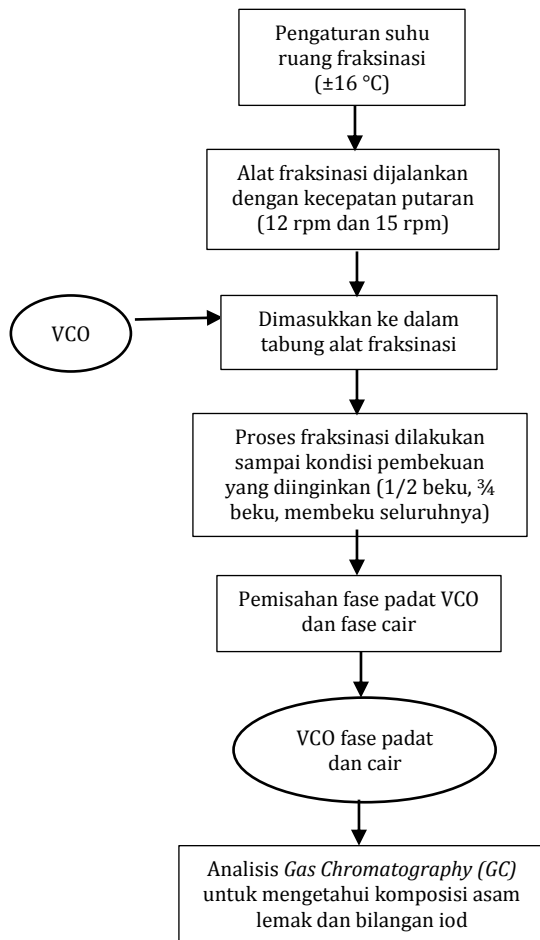 Pengaturan suhu
ruang fraksinasi
(±16 °C)
Alat fraksinasi dijalankan
dengan kecepatan putaran
(12 rpm dan 15 rpm)
VCO
Dimasukkan ke dalam
tabung alat fraksinasi
Proses fraksinasi dilakukan
sampai kondisi pembekuan
yang diinginkan (1/2 beku, ¾
beku, membeku seluruhnya)
Pemisahan fase padat VCO
dan fase cair
VCO fase padat
dan cair
Analisis Gas Chromatography (GC)
untuk mengetahui komposisi asam
lemak dan bilangan iod